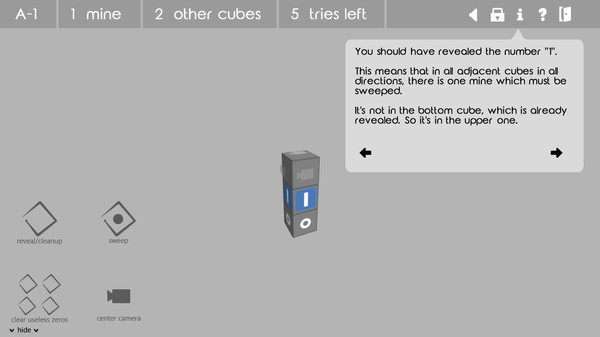 A-1 1 mine 2 other cubes 5 tries left
You should have revealed the number "1".
This means that in all adjacent cubes in all
directions, there is one mine which must be
sweeped.
It's not in the bottom cube, which is already
revealed. So it's in the upper one.
1 1
0 0
reveal/cleanup sweep
clear useless zeros center camera
hide